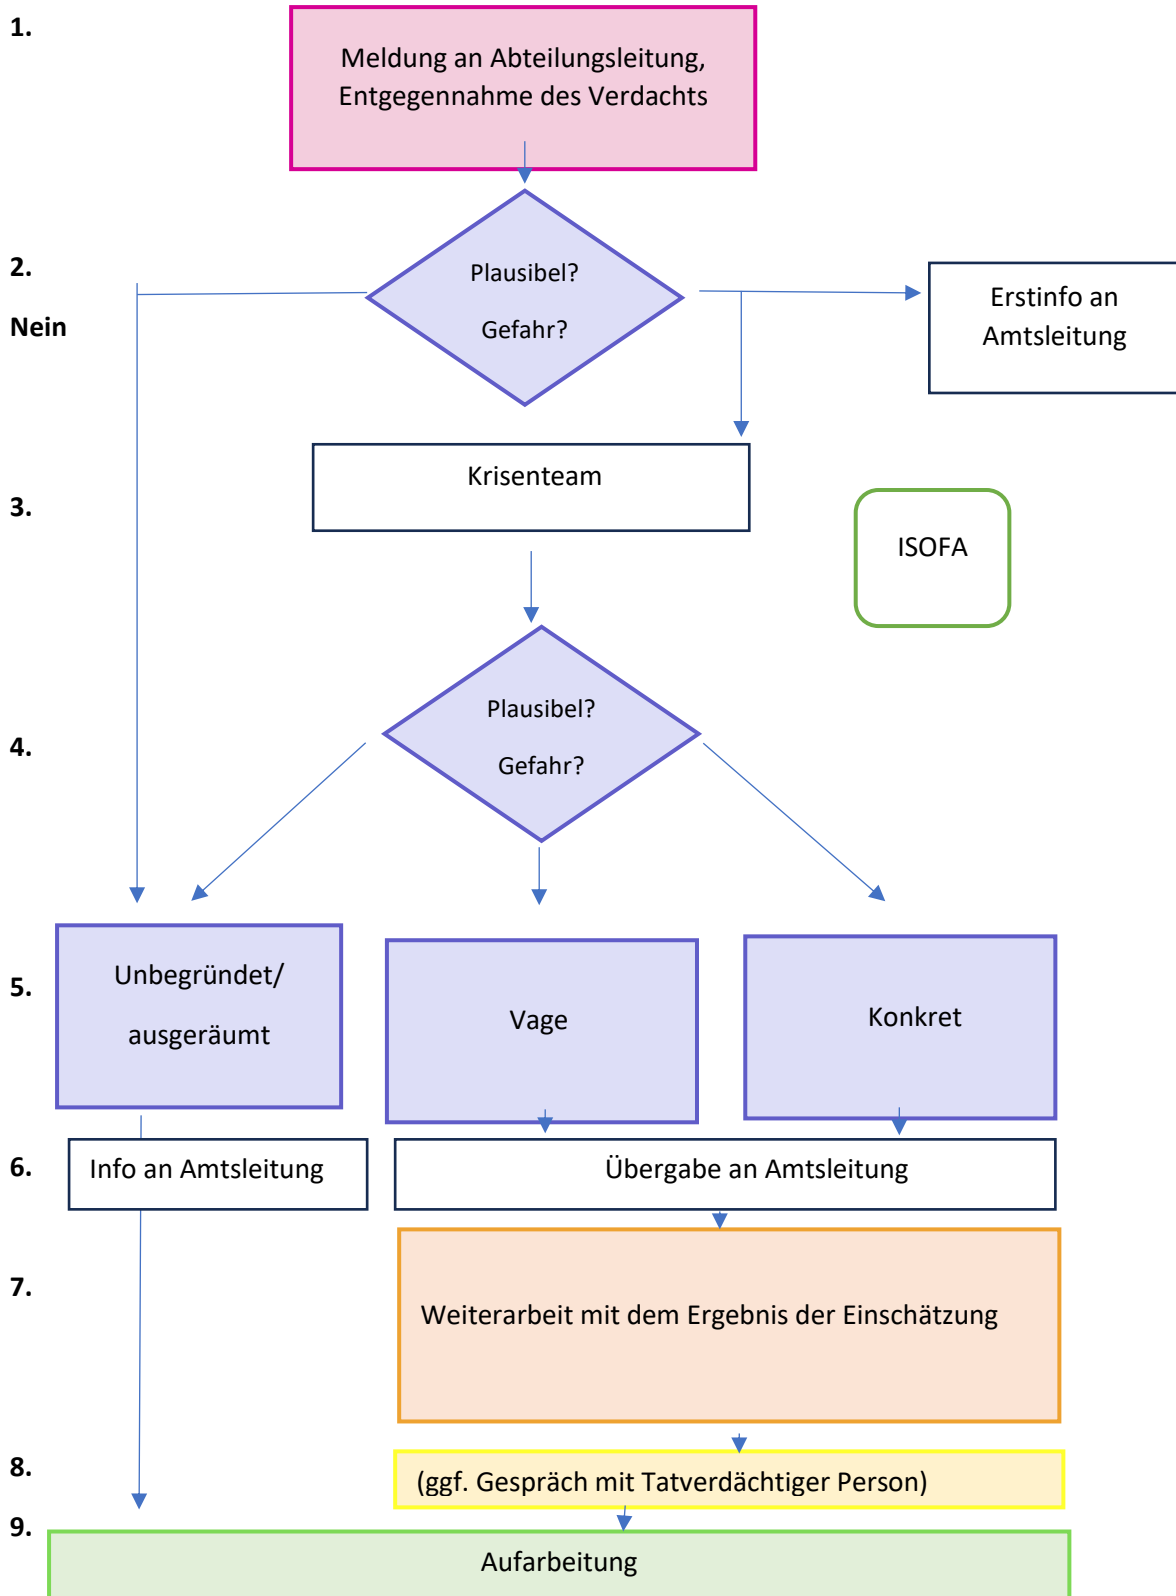 1.
Meldung an Abteilungsleitung,
Entgegennahme des Verdachts
2.
Nein
Plausibel?
Gefahr?
Erstinfo an
Amtsleitung
3.
Krisenteam
ISOFA
4.
Plausibel?
Gefahr?
5.
Unbegründet/
ausgeräumt
Vage
Konkret
6.
Info an Amtsleitung
Übergabe an Amtsleitung
7.
Weiterarbeit mit dem Ergebnis der Einschätzung
8.
(ggf. Gespräch mit Tatverdächtiger Person)
9.
Aufarbeitung